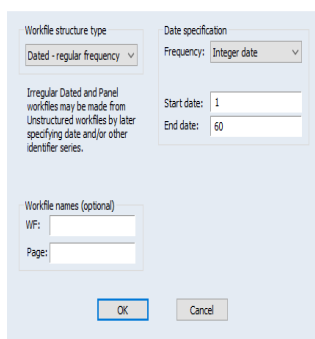 Workfile structure type
Dated - regular frequency
Irregular Dated and Panel
workfiles may be made from
Unstructured workfiles by later
specifying date and/or other
identifier series.
Date specification
Frequency: Integer date
Start date: 1
End date: 60
Workfile names (optional)
WF:
Page:
OK Cancel